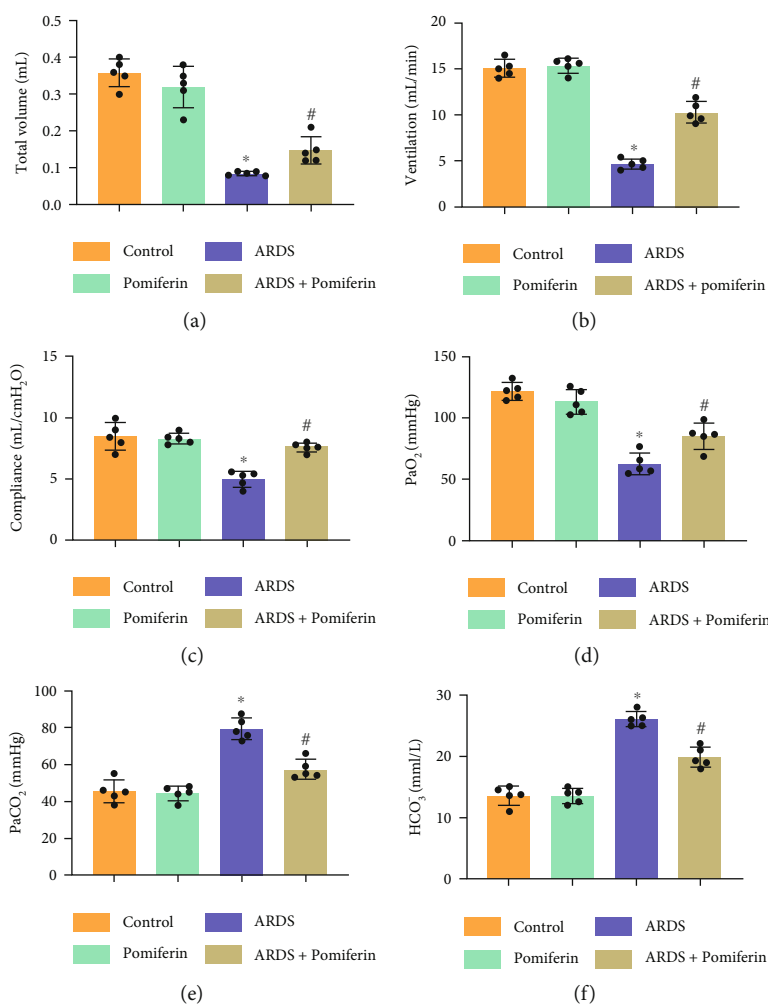 Total volume (mL)
0.5
0.4
0.3
0.2
0.1
0.0
*
#
Control
ARDS
Pomiferin
ARDS + Pomiferin
(a)
Ventilation (mL/min)
20
15
10
5
0
*
#
Control
ARDS
Pomiferin
ARDS + pomiferin
(b)
Compliance (mL/cmH₂O)
15
10
5
0
*
#
Control
ARDS
Pomiferin
ARDS + Pomiferin
(c)
PaO₂ (mmHg)
150
100
50
0
*
#
Control
ARDS
Pomiferin
ARDS + Pomiferin
(d)
PaCO₂ (mmHg)
100
80
60
40
20
0
*
#
Control
ARDS
Pomiferin
ARDS + Pomiferin
(e)
HCO₃⁻ (mml/L)
30
20
10
0
*
#
Control
ARDS
Pomiferin
ARDS + Pomiferin
(f)